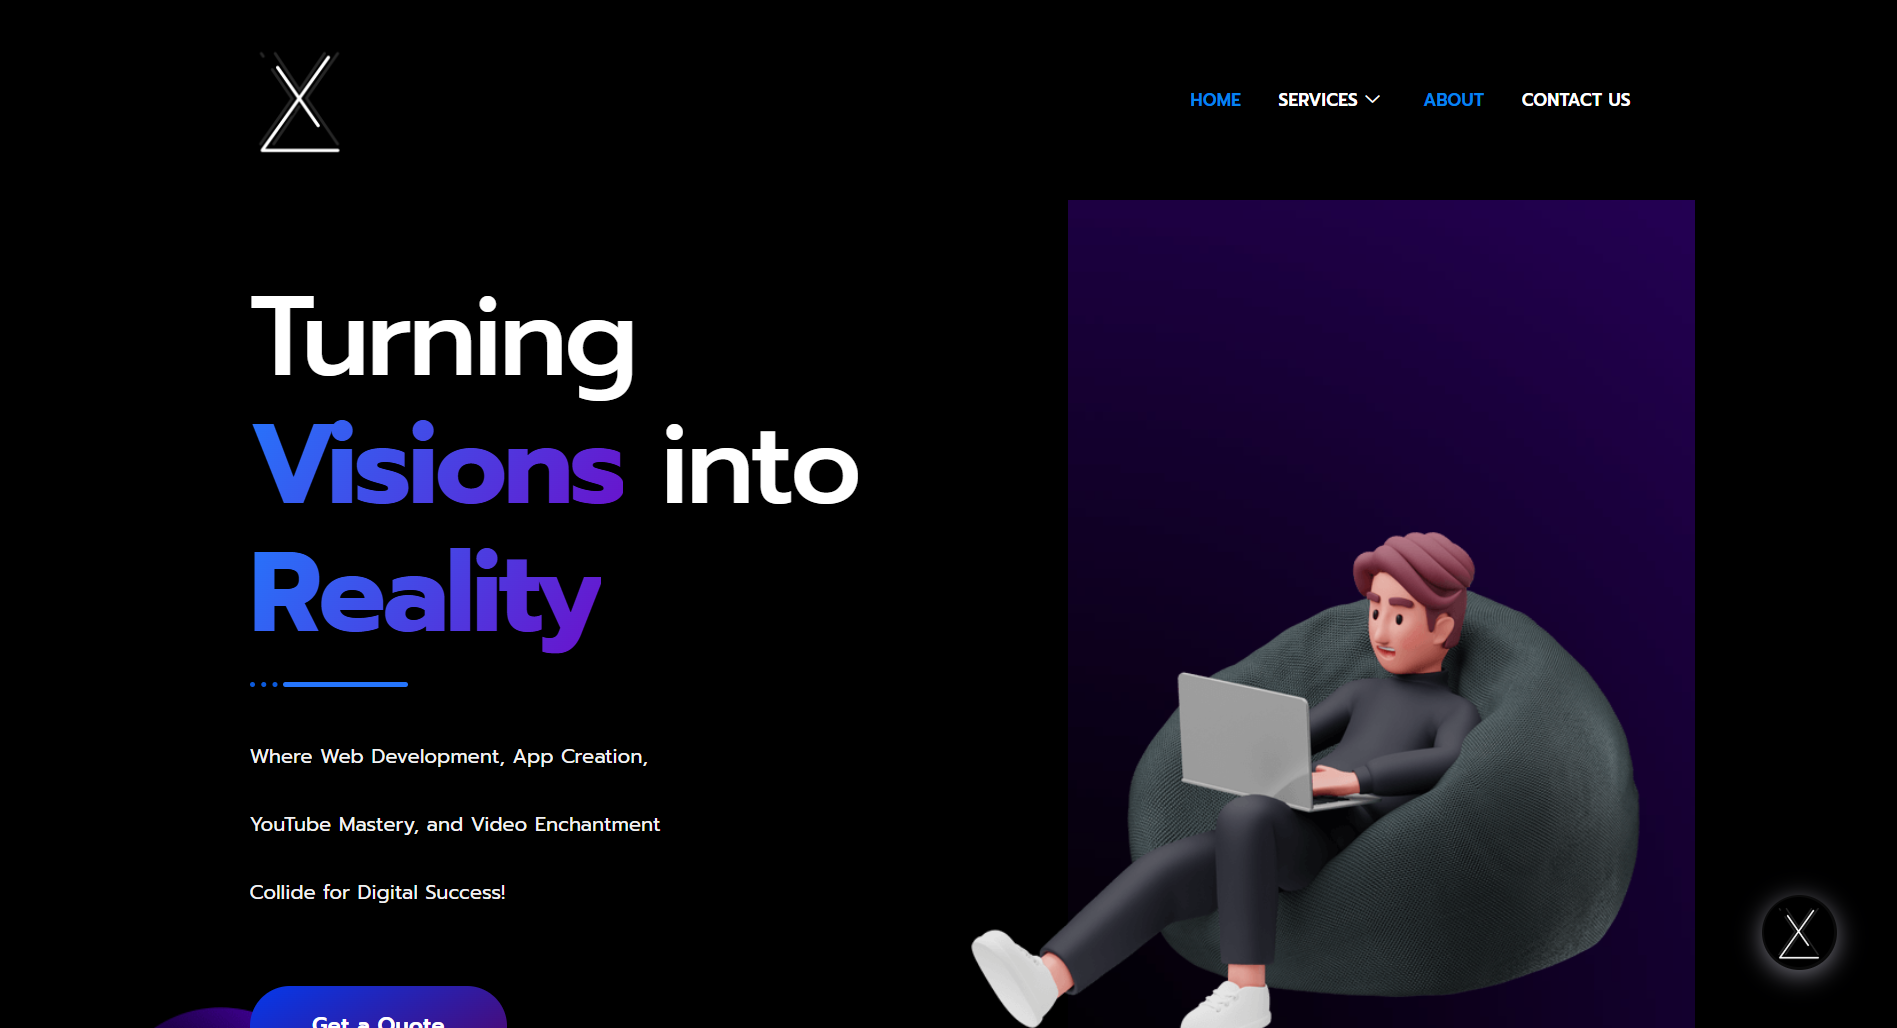 HOME SERVICES ABOUT CONTACT US
Turning
Visions into
Reality
Where Web Development, App Creation,
YouTube Mastery, and Video Enchantment
Collide for Digital Success!
Get a Quote